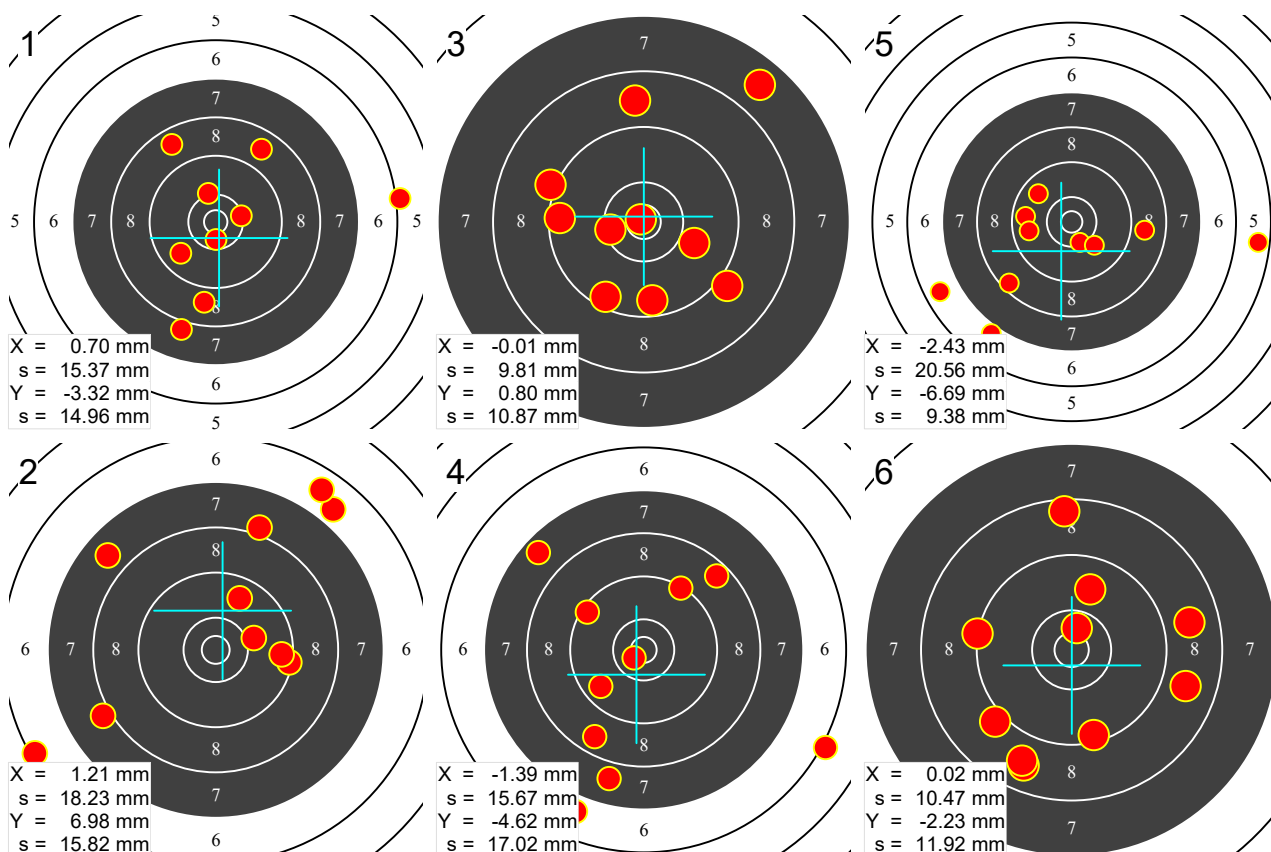 1
5
6
7
8
5 6 7 8 8 7 6 5
8
7
6
5
X = 0.70 mm
s = 15.37 mm
Y = -3.32 mm
s = 14.96 mm
3
7
8
7
X = -0.01 mm
s = 9.81 mm
Y = 0.80 mm
s = 10.87 mm
5
5
6
7
8
5 6 7 8 8 7 6 5
8
7
6
5
X = -2.43 mm
s = 20.56 mm
Y = -6.69 mm
s = 9.38 mm
2
6
7
8
6 7 8 8 7 6
8
7
6
X = 1.21 mm
s = 18.23 mm
Y = 6.98 mm
s = 15.82 mm
4
6
7
8
6 7 8 8 7 6
8
7
6
X = -1.39 mm
s = 15.67 mm
Y = -4.62 mm
s = 17.02 mm
6
7
8
7 8 8 7
8
7
X = 0.02 mm
s = 10.47 mm
Y = -2.23 mm
s = 11.92 mm